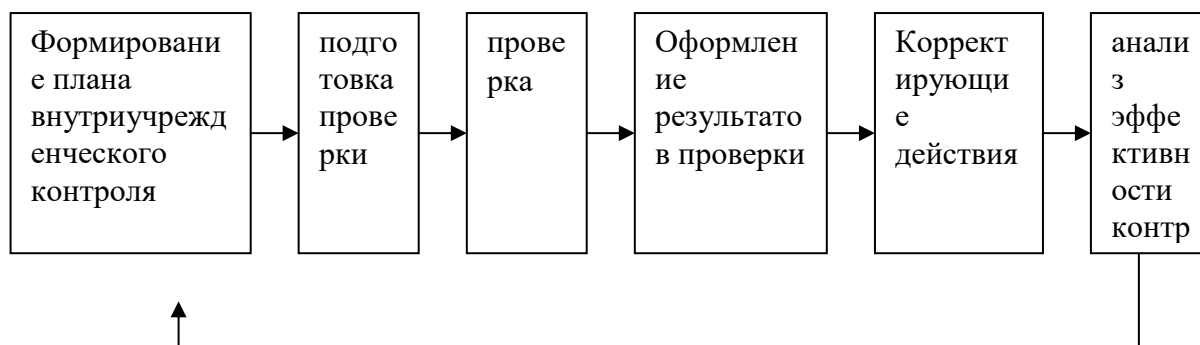 Формировани
е плана
внутриучрежд
енческого
контроля
подго
товка
прове
рки
прове
рка
Оформлен
ие
результато
в проверки
Коррект
ирующи
е
действия
анали
з
эффе
ктивн
ости
контр